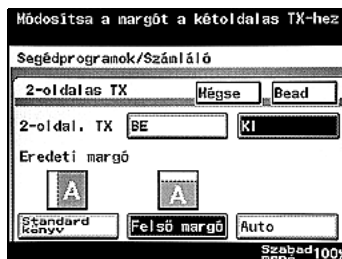 Módosítsa a margót a kétoldalas TX-hez
Segédprogramok/Számláló
2-oldalas TX
Mégse
Bead
2-oldal. TX
BE
KI
Eredeti margó
A
A
Standard
könyv
Felső margó
Auto
Szabad 100%